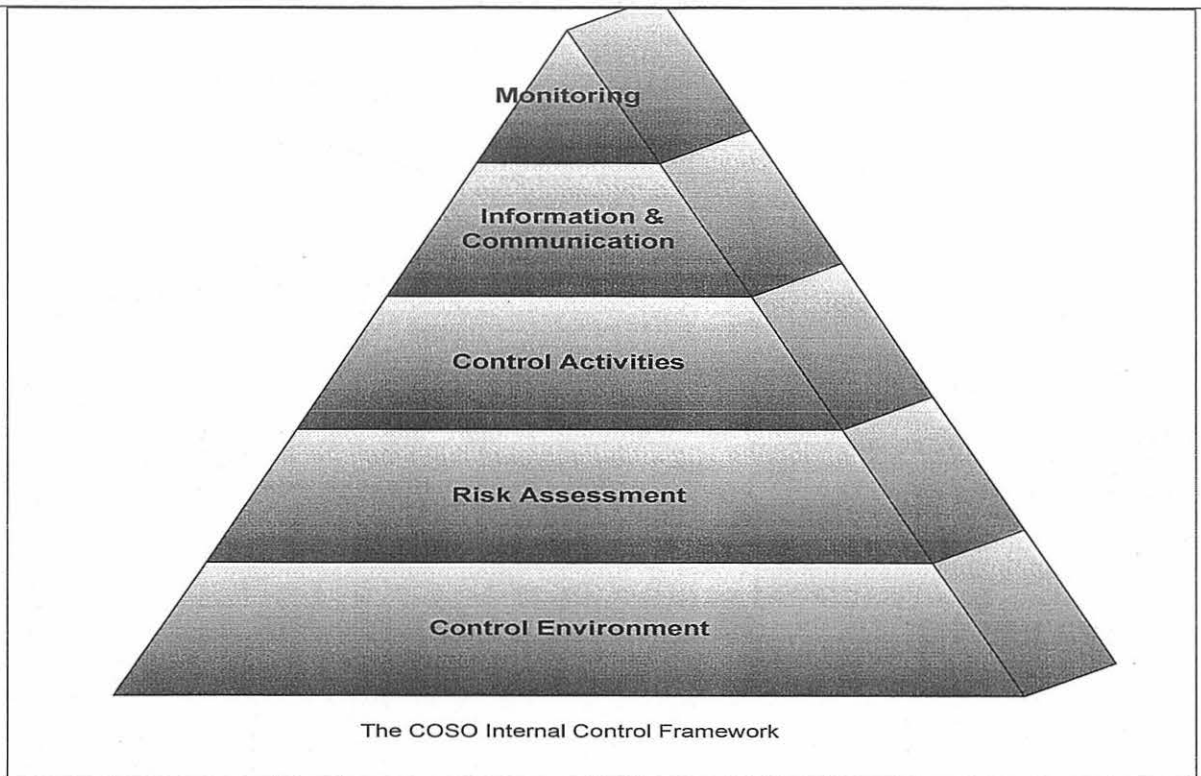 Monitoring
Information &
Communication
Control Activities
Risk Assessment
Control Environment
The COSO Internal Control Framework